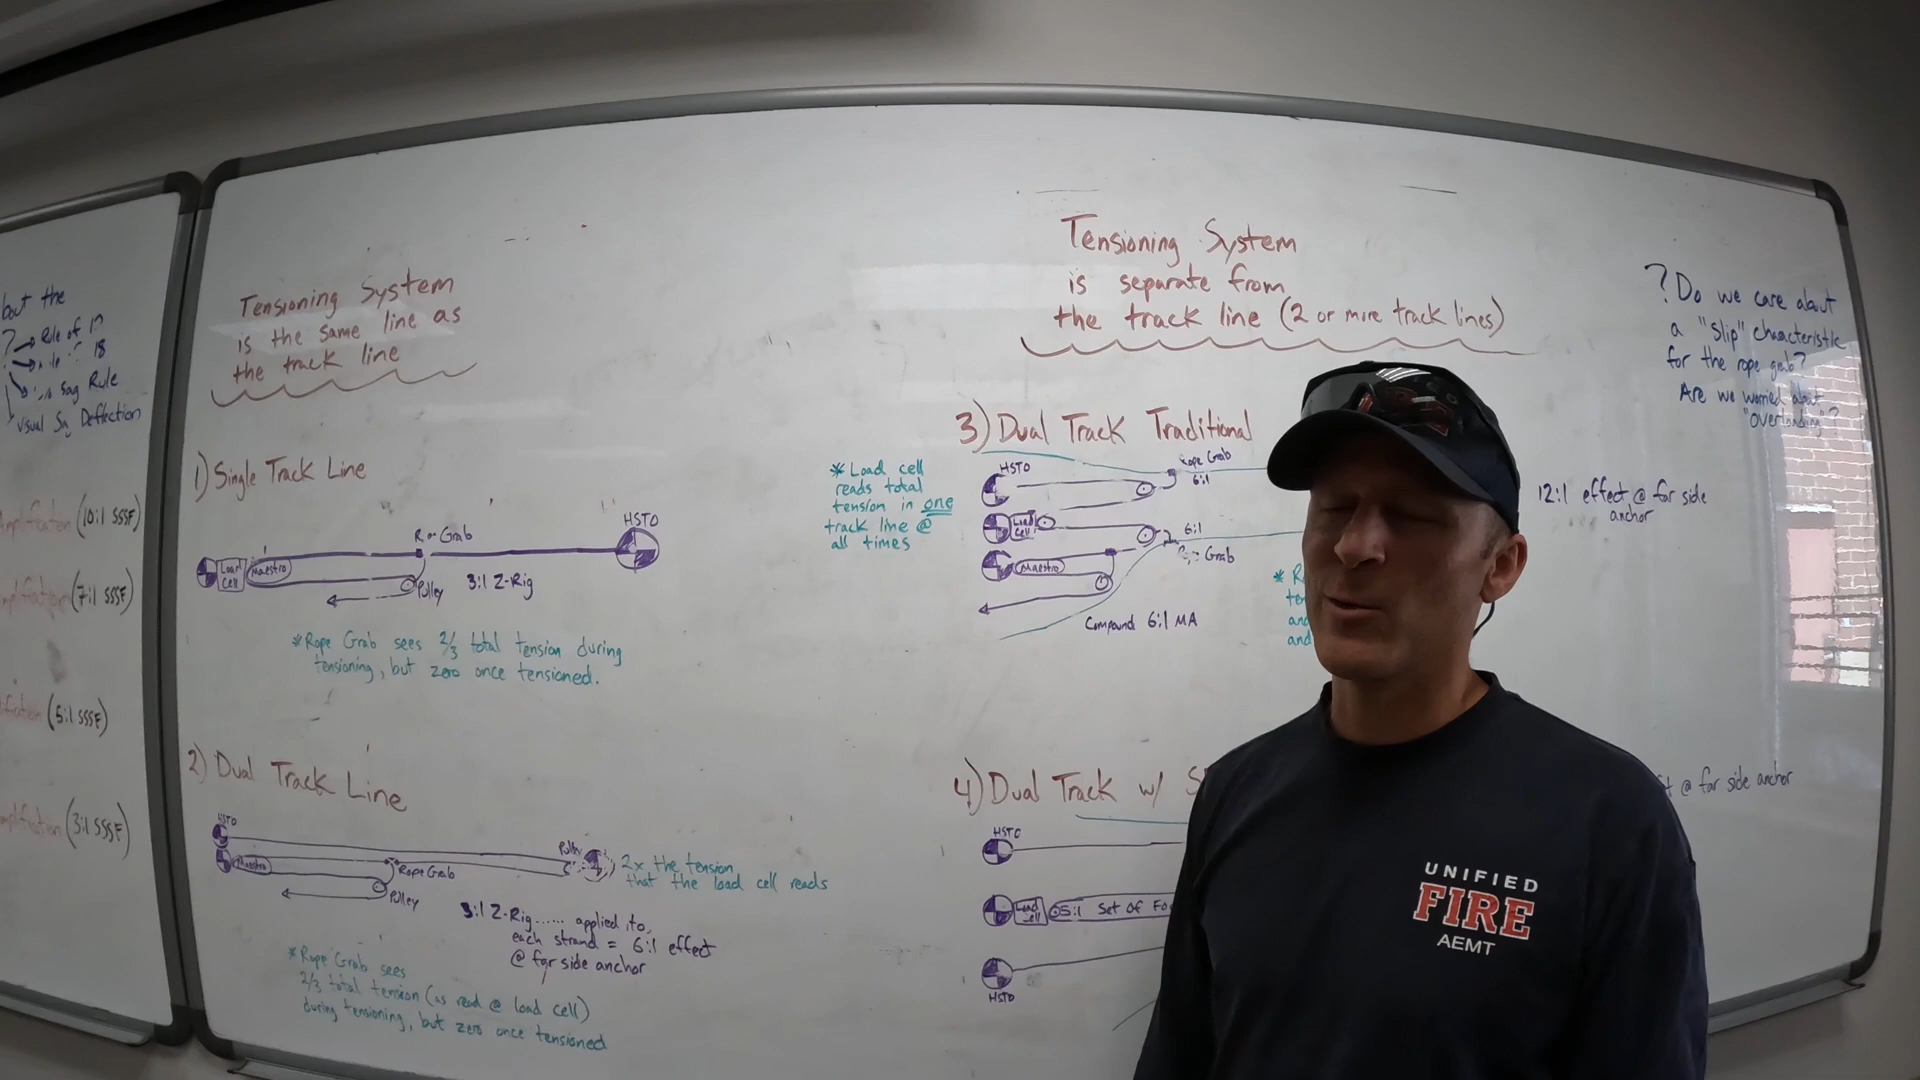 bout the
? → Rule of
18
Sag Rule
Visual Sag Deflection
(10:1 SSSF)
(7:1 SSSF)
(5:1 SSSF)
(3:1 SSSF)
Tensioning System
is the same line as
the track line
1) Single Track Line
Grab
HSTO
Load
Cell
Maestro
Pulley
3:1 Z-Rig
*Rope Grab sees 2/3 total tension during
tensioning, but zero once tensioned.
2) Dual Track Line
HSTO
Maestro
Rope Grab
Pulley
Pulley
2x the tension
that the load cell reads
3:1 Z-Rig...... applied to
each strand = 6:1 effect
@ far side anchor
*Rope Grab sees
2/3 total tension (as read @ load cell)
during tensioning, but zero once tensioned
Tensioning System
is separate from
the track line (2 or more track lines)
3) Dual Track Traditional
* Load cell
reads total
tension in one
track line @
all times
HSTO
Rope Grab
6:1
Load
Cell
6:1
Grab
Maestro
Compound 6:1 MA
12:1 effect @ far side
anchor
* R
ten
and
and
4) Dual Track w/ S
HSTO
Load
Cell
5:1 Set of Fo
HSTO
@ far side anchor
? Do we care about
a "slip" characteristic
for the rope grab?
Are we worried about
"overloading"?
UNIFIED
FIRE
AEMT